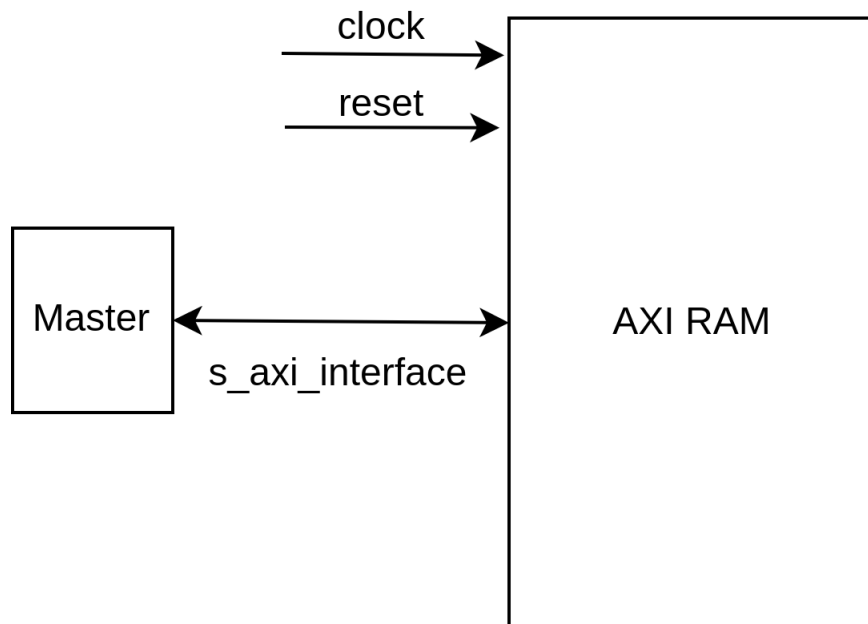 clock
reset
Master
AXI RAM
s_axi_interface